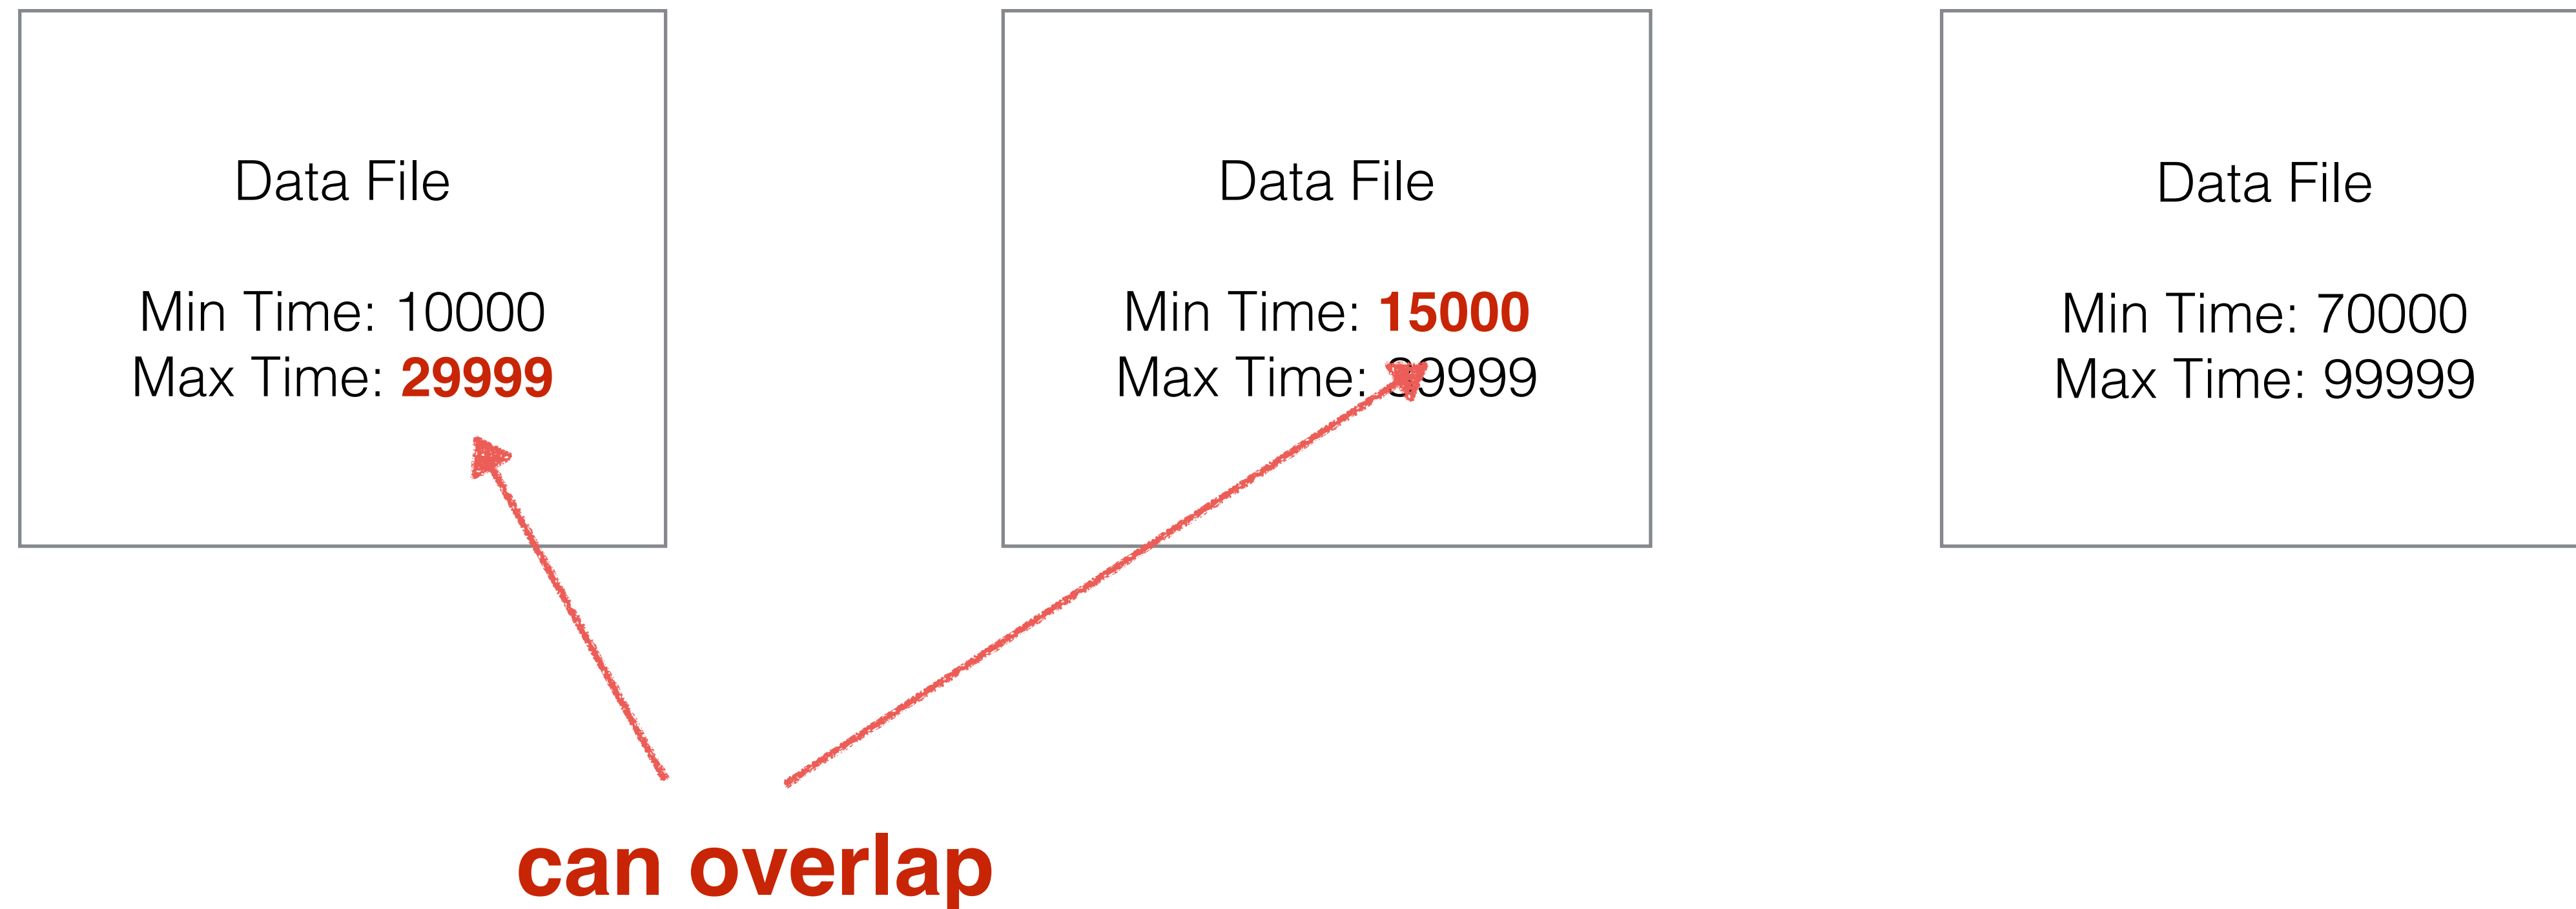 Data File
Min Time: 10000
Max Time: 29999
Data File
Min Time: 15000
Max Time:
Data File
Min Time: 70000
Max Time: 99999
can overlap